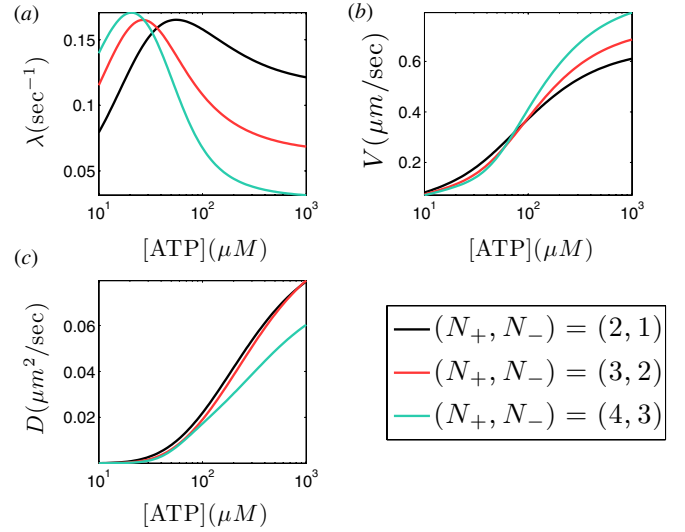 (a)
λ(sec⁻¹)
0.15
0.1
0.05
10¹ 10² 10³
[ATP](μM)
(b)
V(μm/sec)
0.6
0.4
0.2
10¹ 10² 10³
[ATP](μM)
(c)
D(μm²/sec)
0.06
0.04
0.02
10¹ 10² 10³
[ATP](μM)
(N₊, N₋) = (2, 1)
(N₊, N₋) = (3, 2)
(N₊, N₋) = (4, 3)